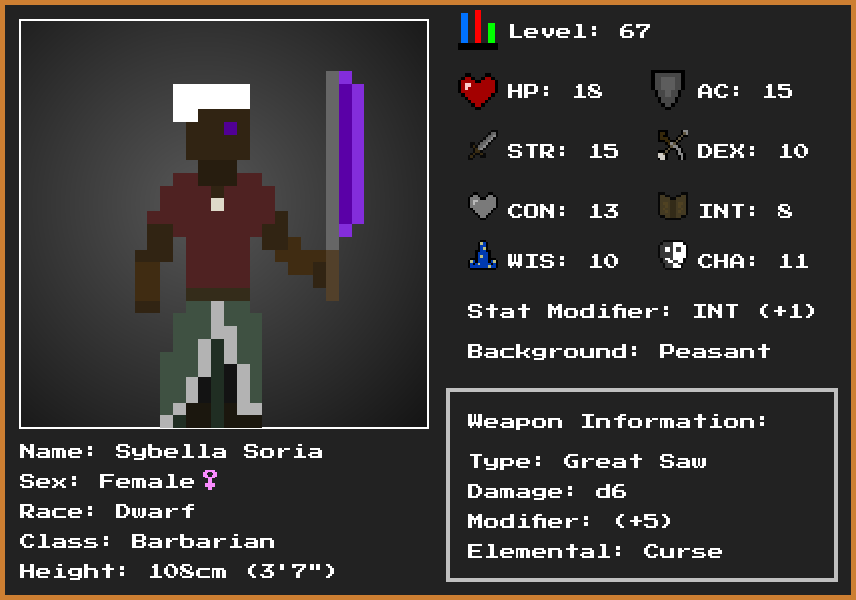 Level: 67
HP: 18
AC: 15
STR: 15
DEX: 10
CON: 13
INT: 8
WIS: 10
CHA: 11
Stat Modifier: INT (+1)
Background: Peasant
Weapon Information:
Type: Great Saw
Damage: d6
Modifier: (+5)
Elemental: Curse
Name: Sybella Soria
Sex: Female♀
Race: Dwarf
Class: Barbarian
Height: 108cm (3'7")